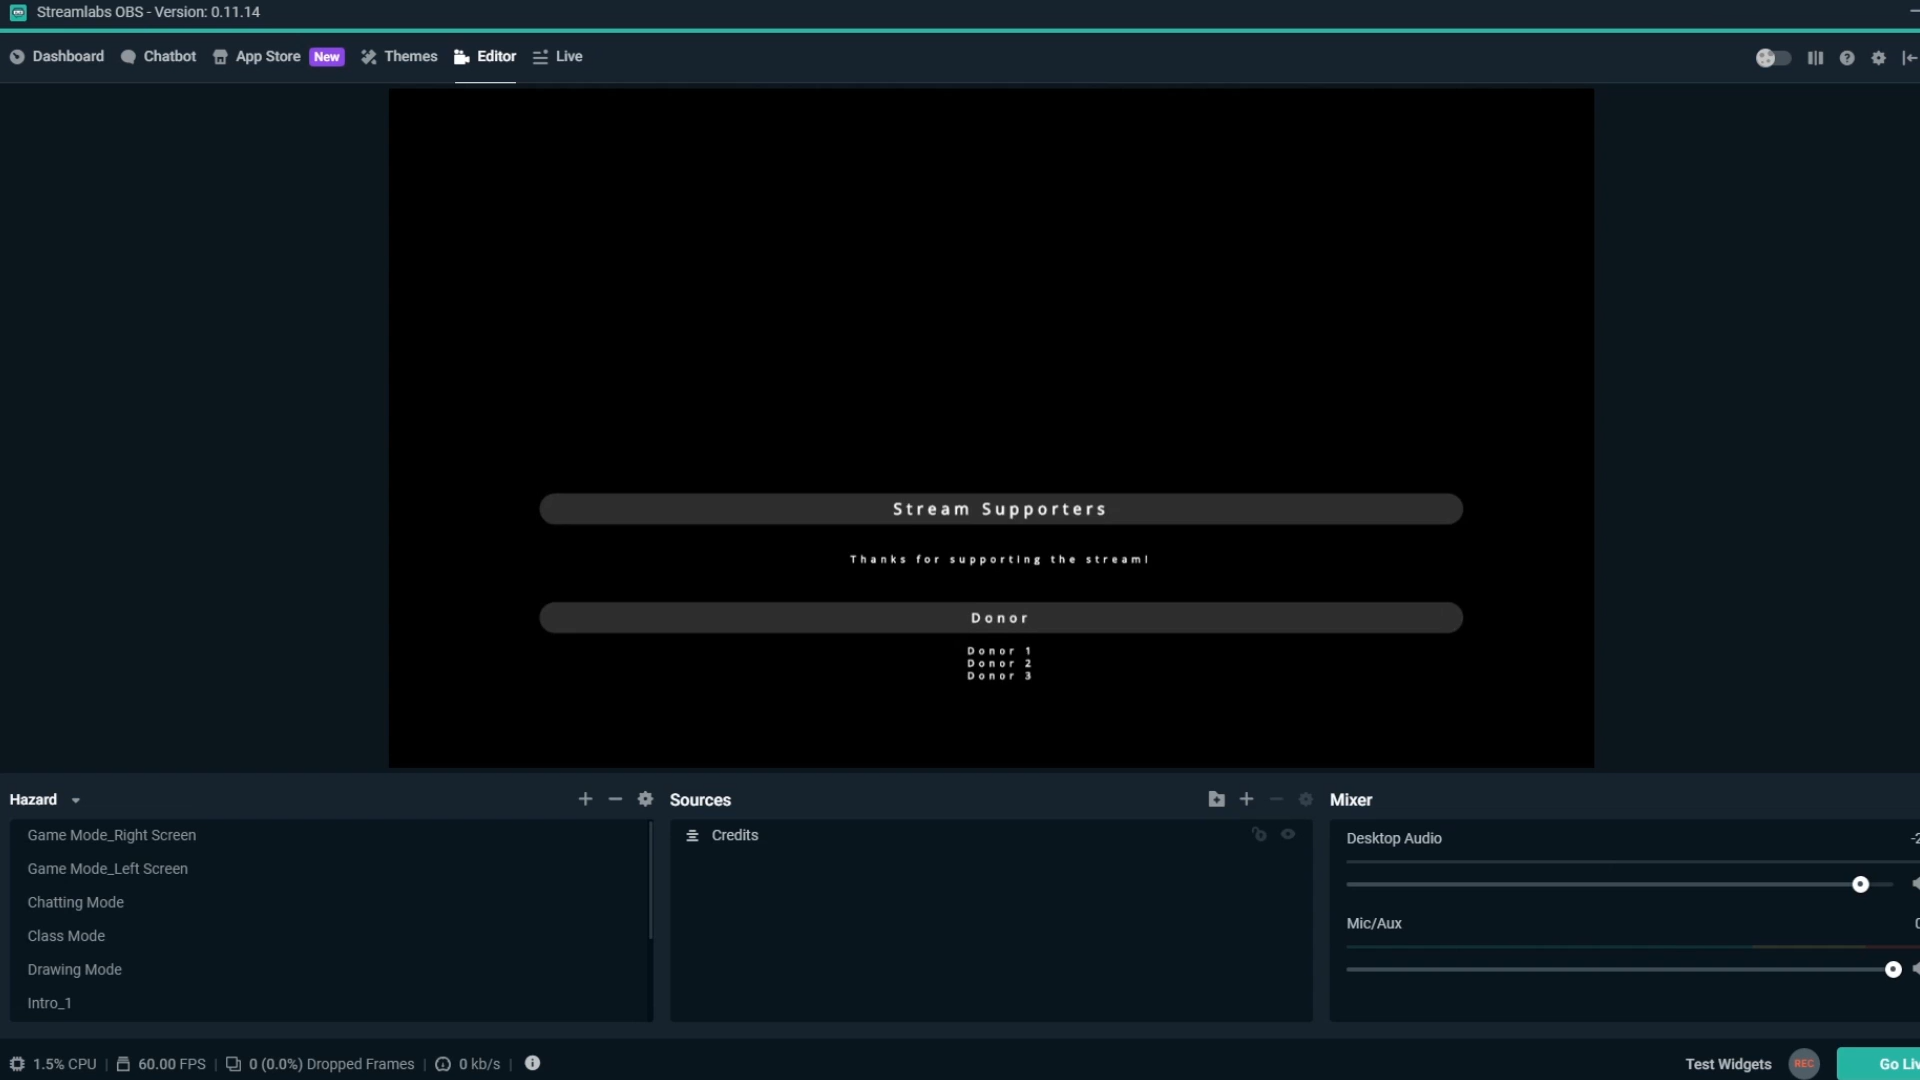 Streamlabs OBS - Version: 0.11.14
Dashboard Chatbot App Store New Themes Editor Live
Stream Supporters
Thanks for supporting the stream!
Donor
Donor 1
Donor 2
Donor 3
Hazard
Sources
Mixer
Game Mode_Right Screen
Game Mode_Left Screen
Chatting Mode
Class Mode
Drawing Mode
Intro_1
Credits
Desktop Audio
Mic/Aux
1.5% CPU | 60.00 FPS | 0 (0.0%) Dropped Frames | 0 kb/s |
Test Widgets REC Go